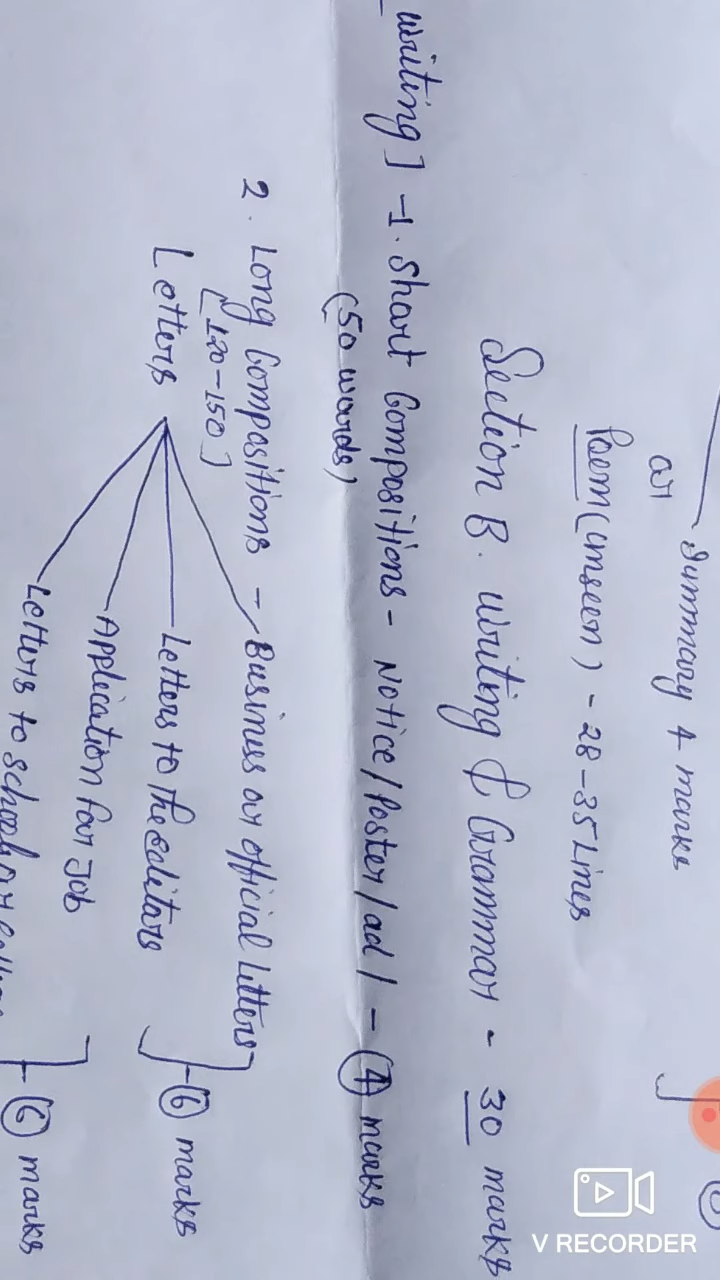 Summary 4 marks
or
Poem (unseen) - 28-35 Lines
Section B. writing & Grammar - 30 marks
writing] -1. Short Compositions - Notice/Poster/ad/ - (4) marks
(50 words)
2. Long Compositions - Business or official letters
[120-150]
Letters
Letters to the editors
} - (6) marks
Application for Job
Letters to school or
} - (6) marks
V RECORDER